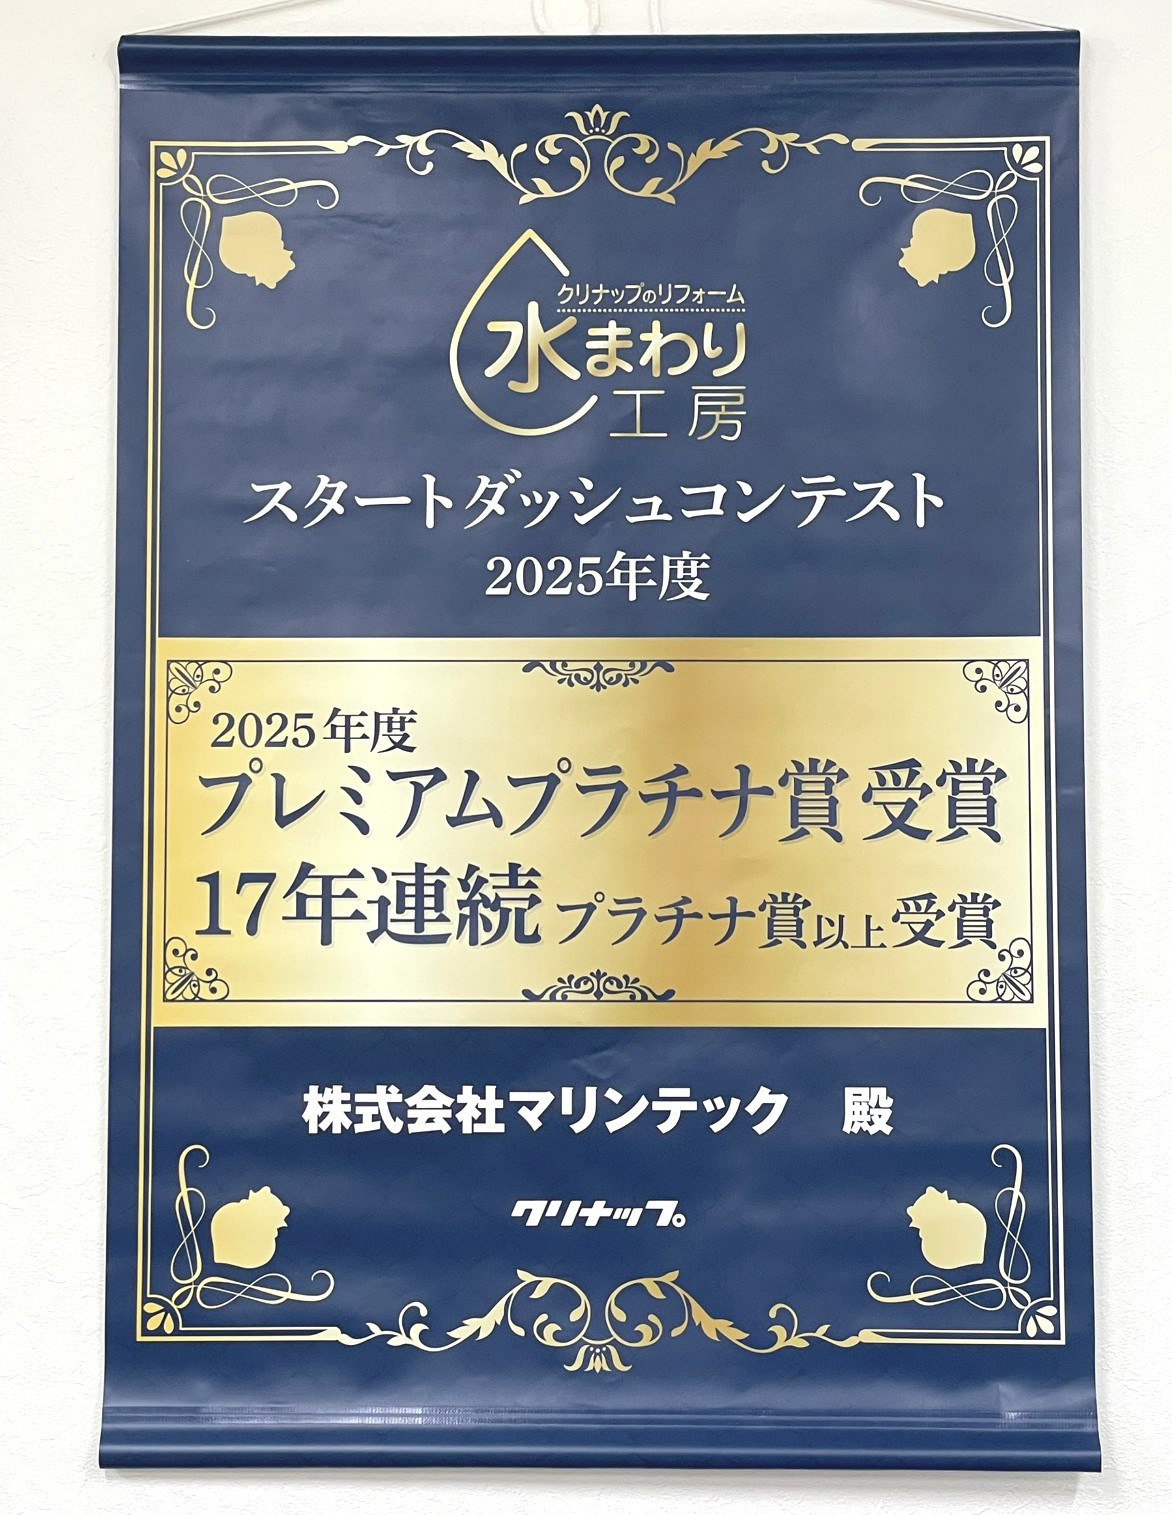 クリナップのリフォーム
水まわり
工房
スタートダッシュコンテスト
2025年度
2025年度
プレミアムプラチナ賞 受賞
17年連続 プラチナ賞以上受賞
株式会社マリンテック　殿
クリナップ。